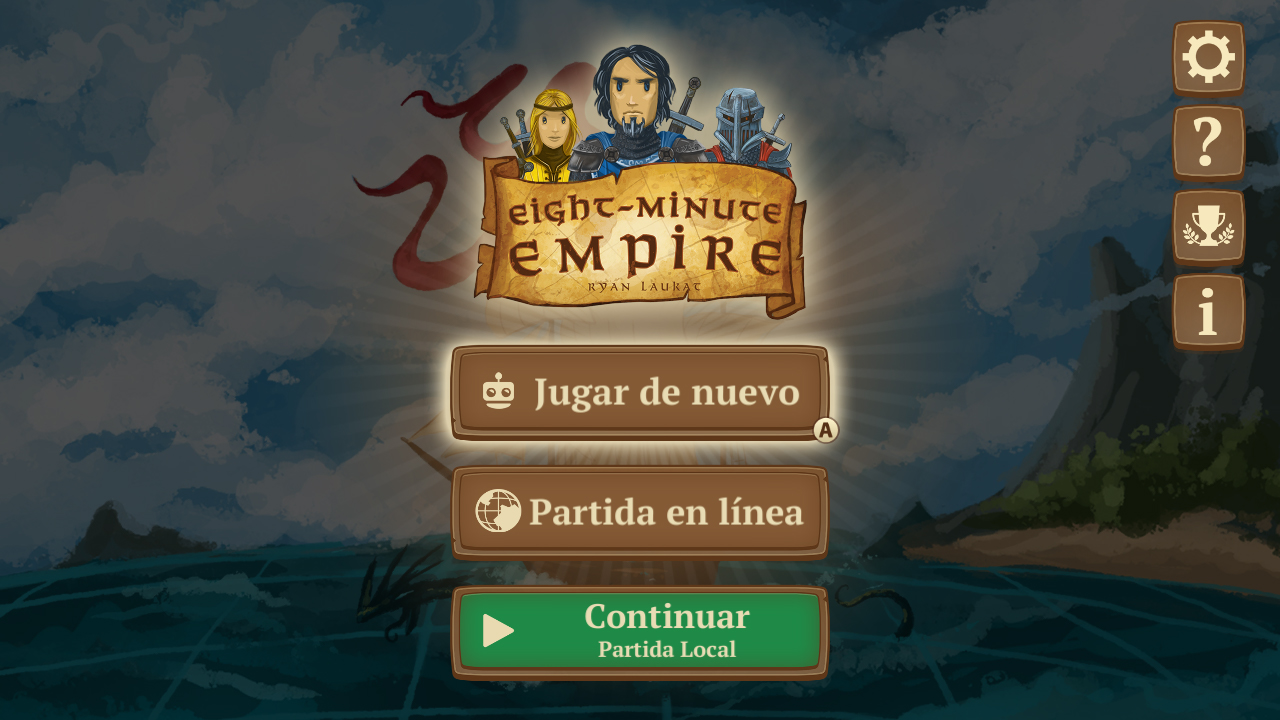 EIGHT-MINUTE
EMPIRE
RYAN LAUKAT
Jugar de nuevo
A
Partida en línea
Continuar
Partida Local
?
i